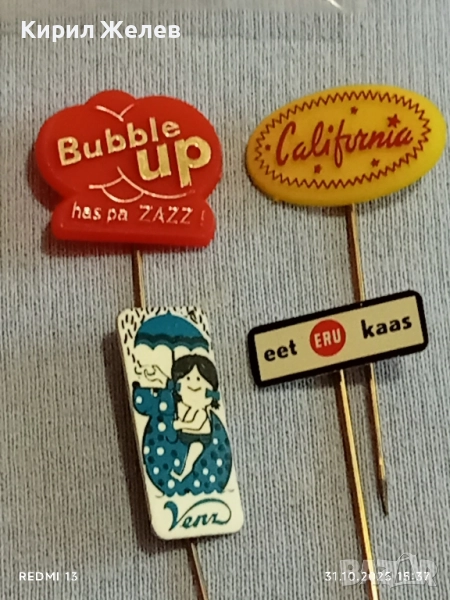 Кирил Желев
Bubble
up
has pa ZAZZ!
California
eet ERU kaas
Venz
REDMI 13
31.10.2025 15:37